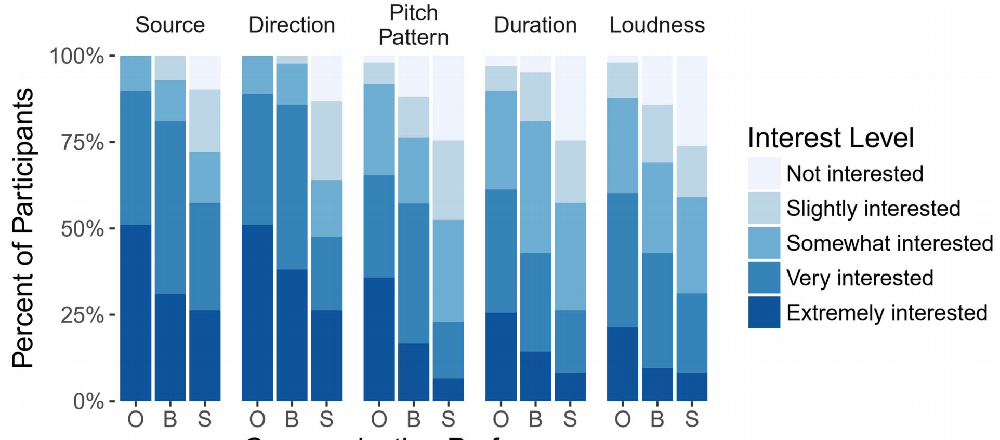 Source Direction Pitch Pattern Duration Loudness
100%
75%
50%
25%
0%
Percent of Participants
O B S O B S O B S O B S O B S
Interest Level
Not interested
Slightly interested
Somewhat interested
Very interested
Extremely interested